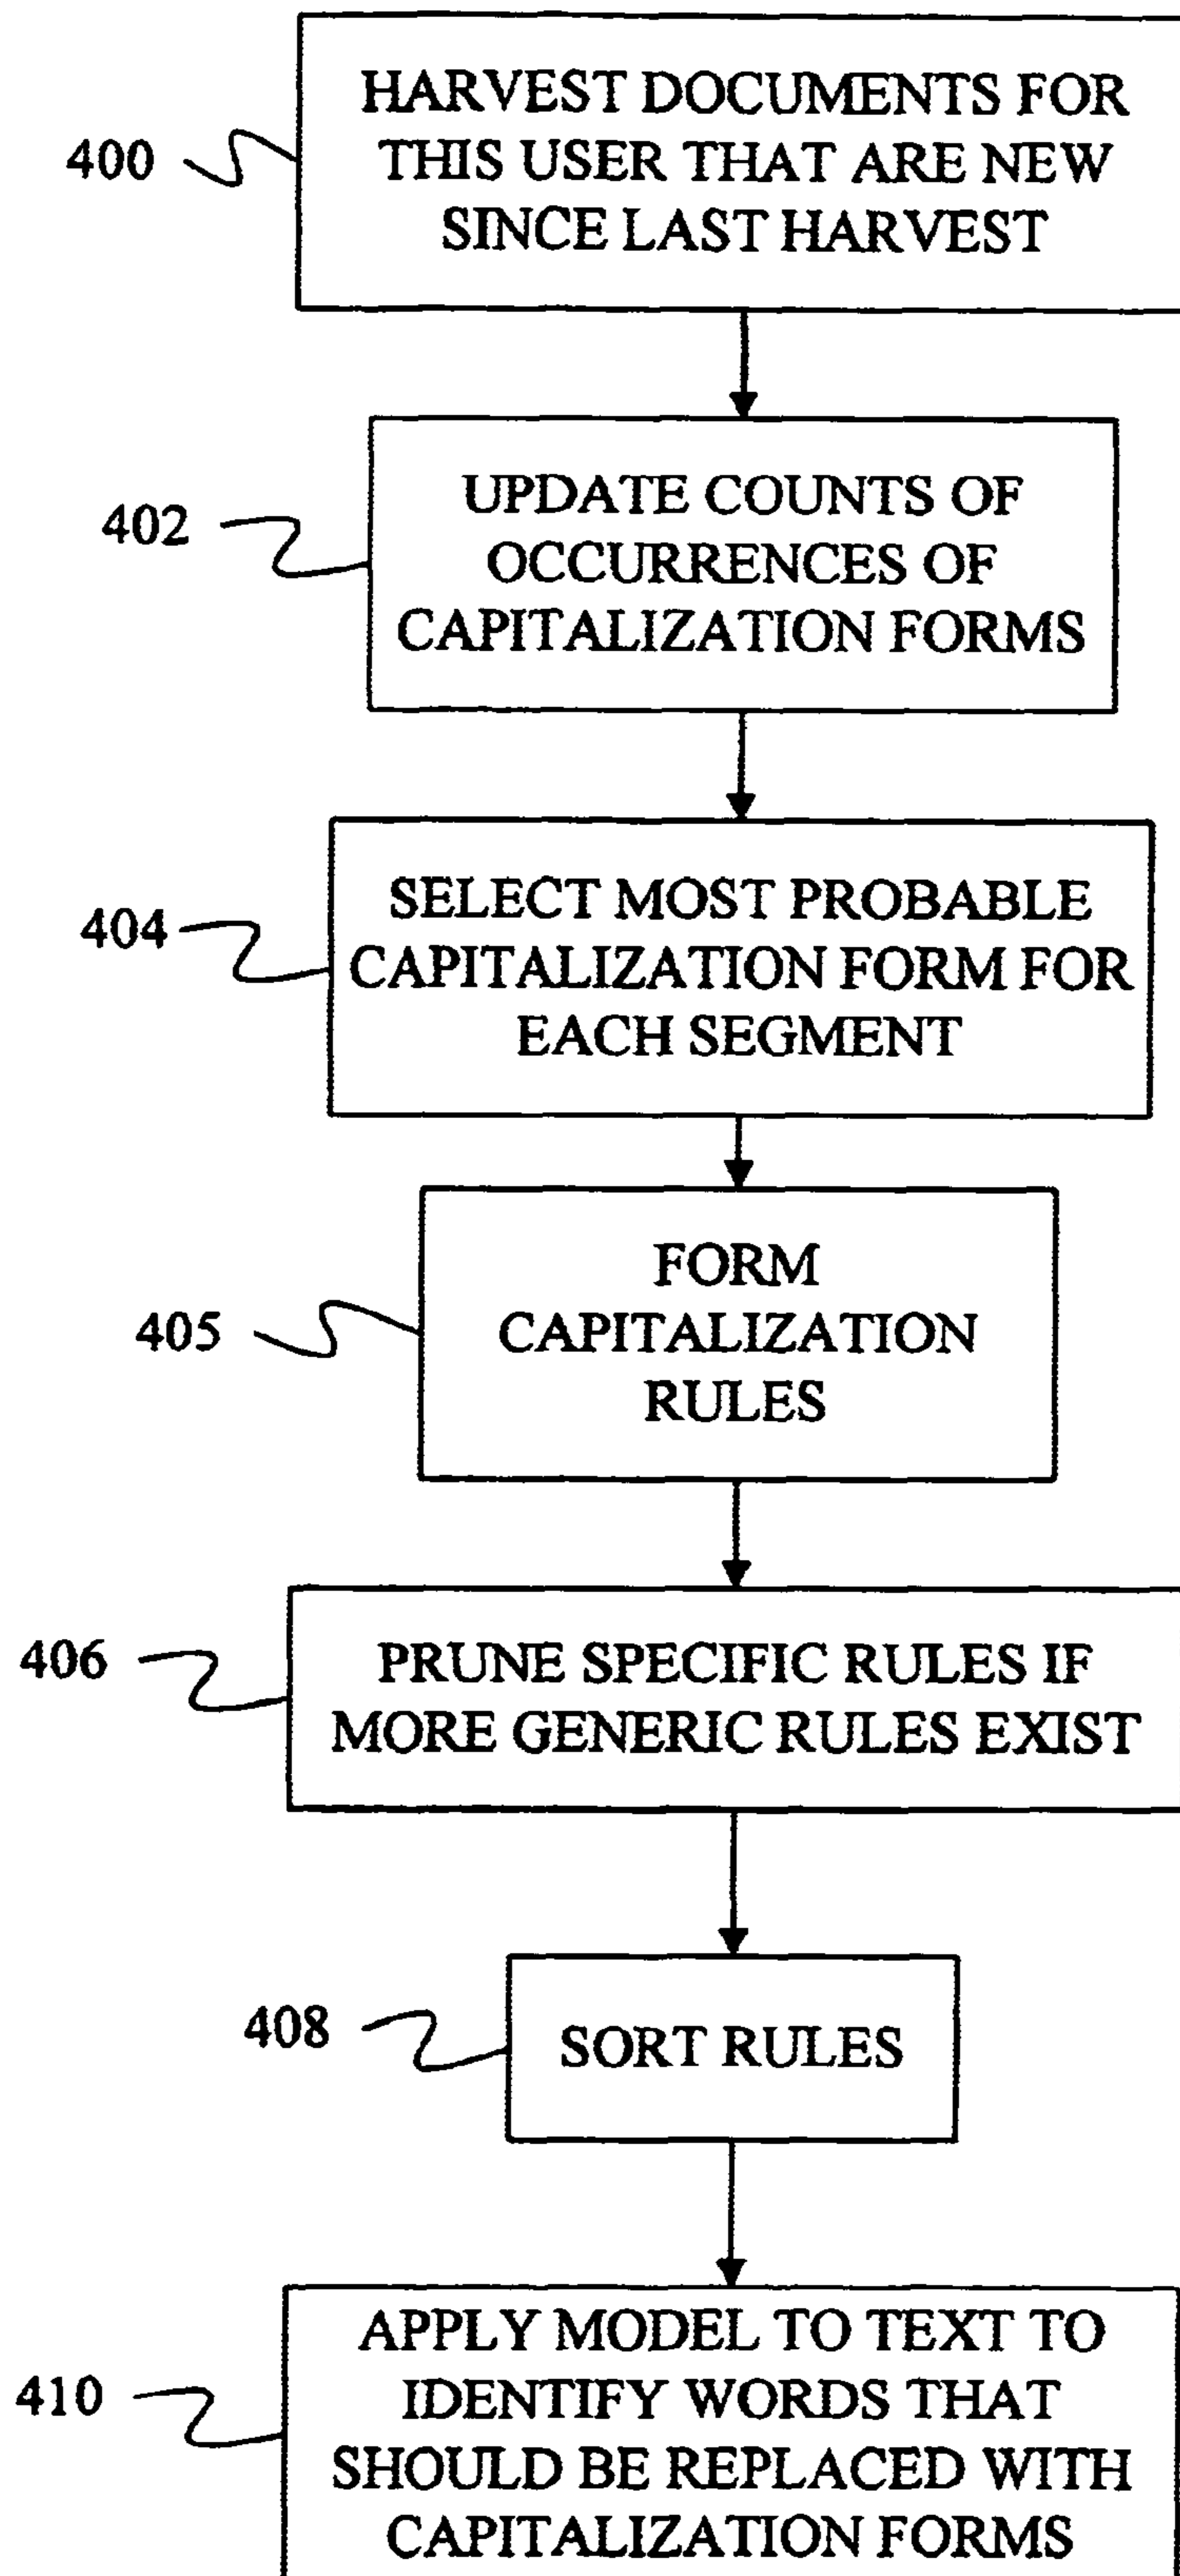 400
HARVEST DOCUMENTS FOR
THIS USER THAT ARE NEW
SINCE LAST HARVEST
402
UPDATE COUNTS OF
OCCURRENCES OF
CAPITALIZATION FORMS
404
SELECT MOST PROBABLE
CAPITALIZATION FORM FOR
EACH SEGMENT
405
FORM
CAPITALIZATION
RULES
406
PRUNE SPECIFIC RULES IF
MORE GENERIC RULES EXIST
408
SORT RULES
410
APPLY MODEL TO TEXT TO
IDENTIFY WORDS THAT
SHOULD BE REPLACED WITH
CAPITALIZATION FORMS